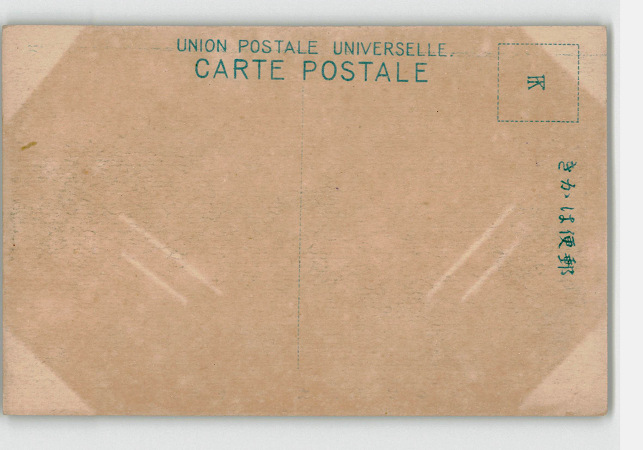 UNION POSTALE UNIVERSELLE.
CARTE POSTALE
郵便はかき